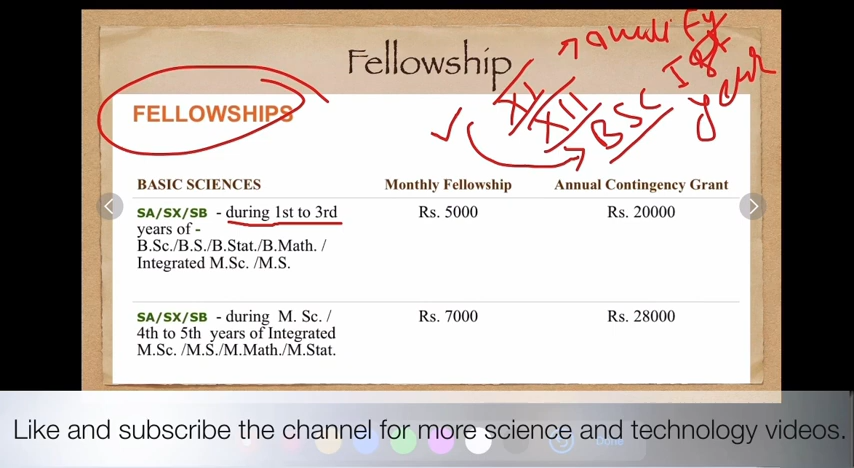 Fellowship
qualify
XI/XII/BSC Ist year
FELLOWSHIPS
BASIC SCIENCES Monthly Fellowship Annual Contingency Grant
SA/SX/SB - during 1st to 3rd Rs. 5000 Rs. 20000
years of -
B.Sc./B.S./B.Stat./B.Math. /
Integrated M.Sc. /M.S.
SA/SX/SB - during M. Sc. / Rs. 7000 Rs. 28000
4th to 5th years of Integrated
M.Sc. /M.S./M.Math./M.Stat.
Like and subscribe the channel for more science and technology videos.